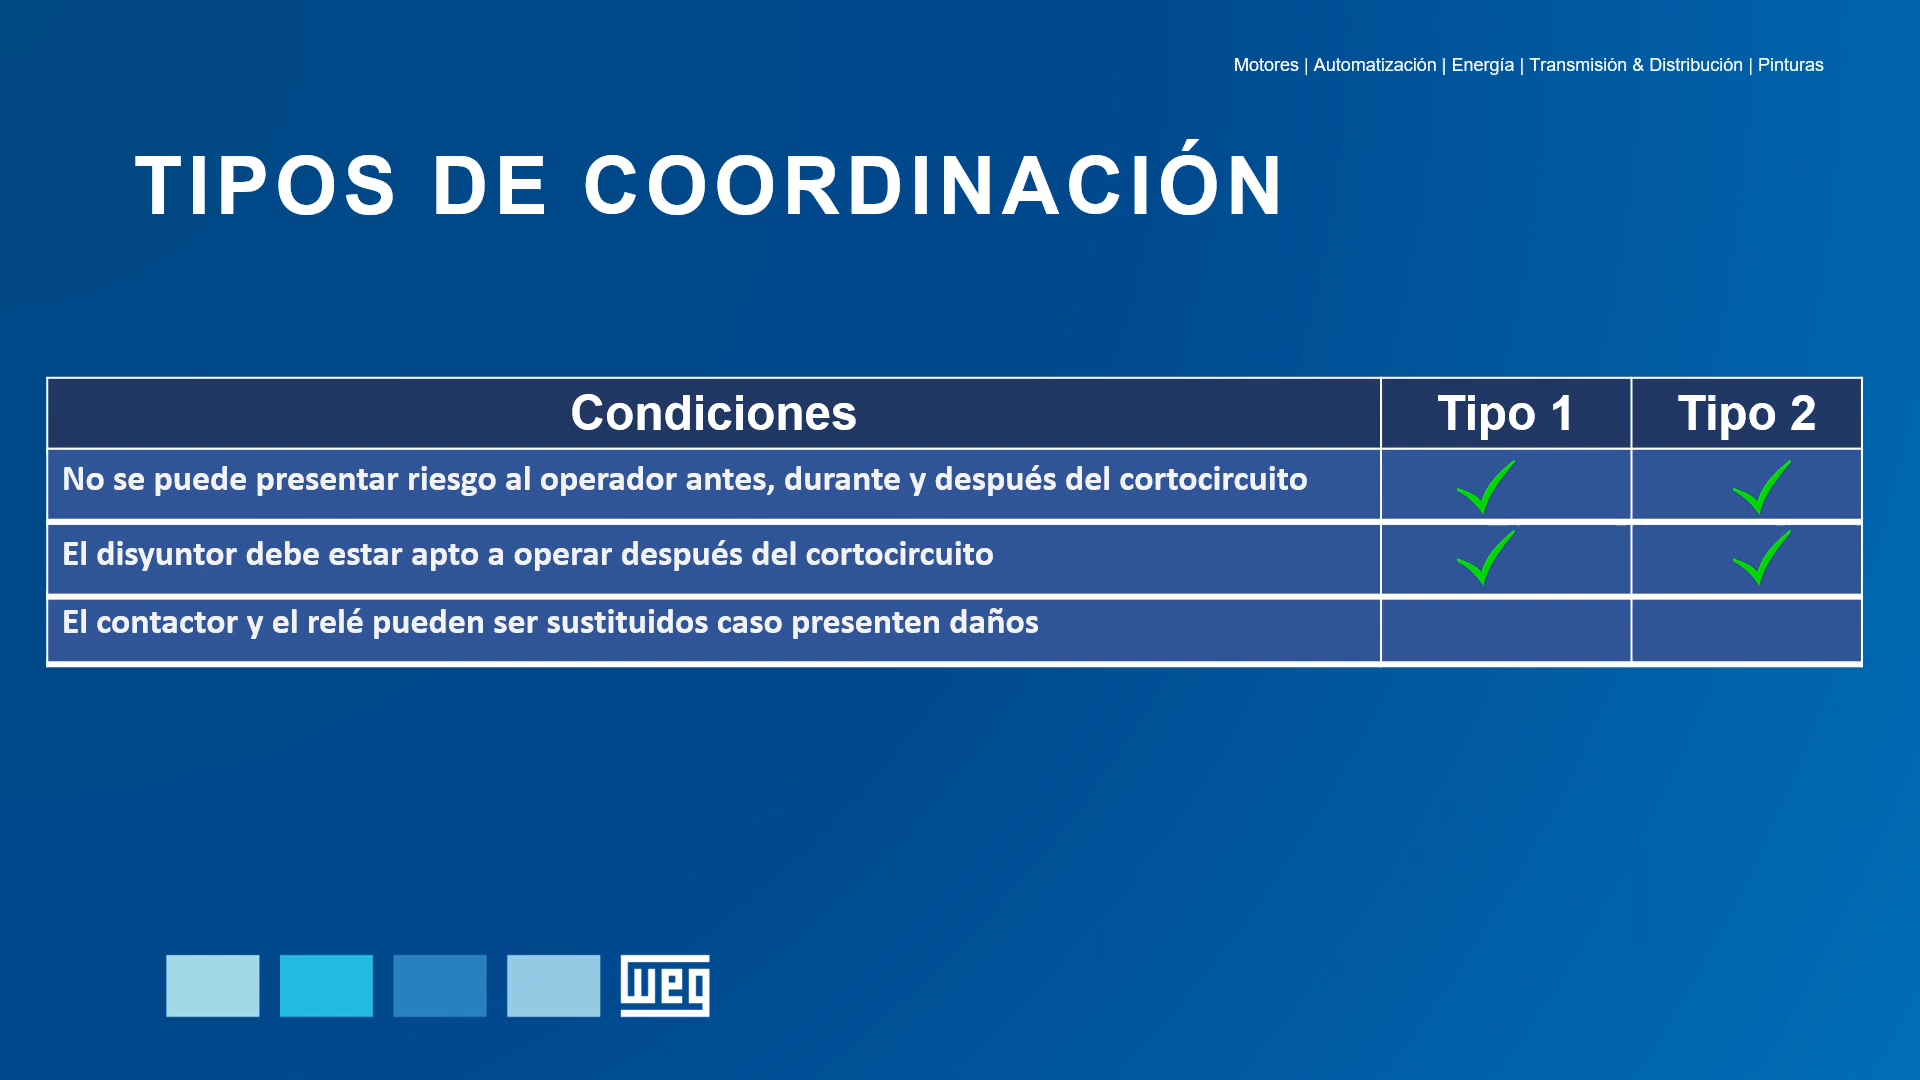 Motores | Automatización | Energía | Transmisión & Distribución | Pinturas
TIPOS DE COORDINACIÓN
Condiciones Tipo 1 Tipo 2
No se puede presentar riesgo al operador antes, durante y después del cortocircuito
El disyuntor debe estar apto a operar después del cortocircuito
El contactor y el relé pueden ser sustituidos caso presenten daños
weg